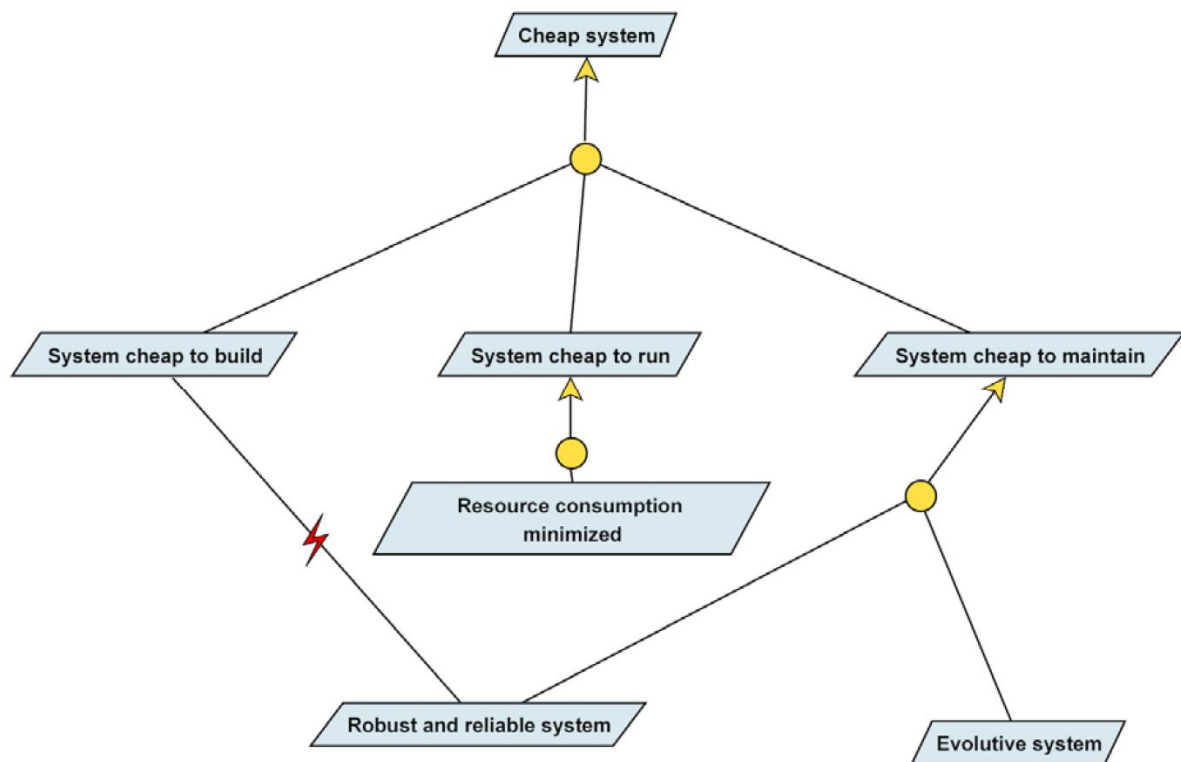 Cheap system
System cheap to build
System cheap to run
System cheap to maintain
Resource consumption
minimized
Robust and reliable system
Evolutive system